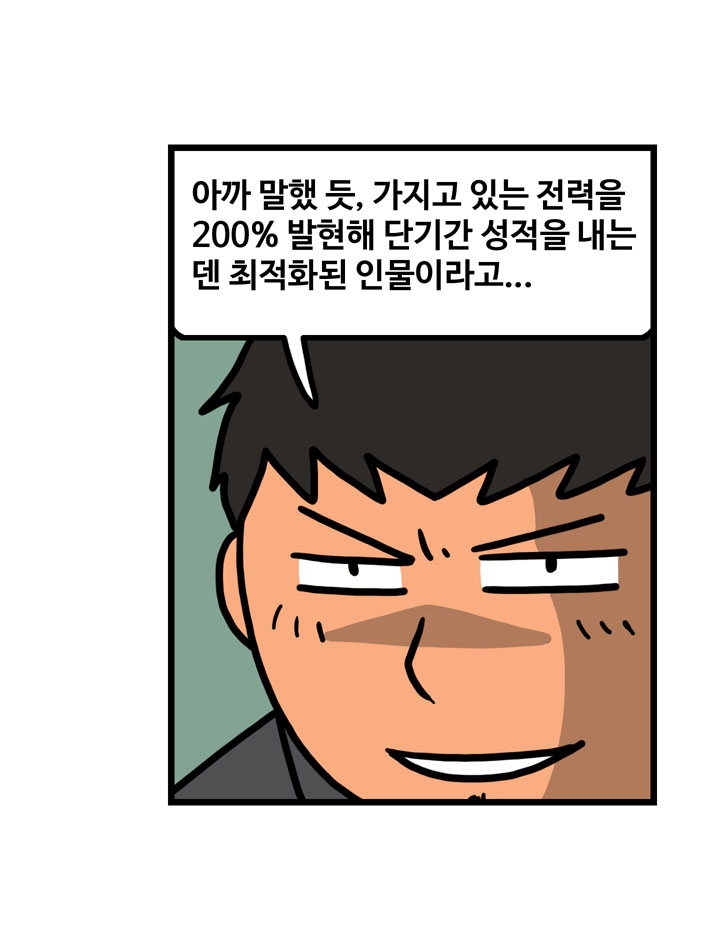 아까 말했 듯, 가지고 있는 전력을
200% 발현해 단기간 성적을 내는
덴 최적화된 인물이라고...